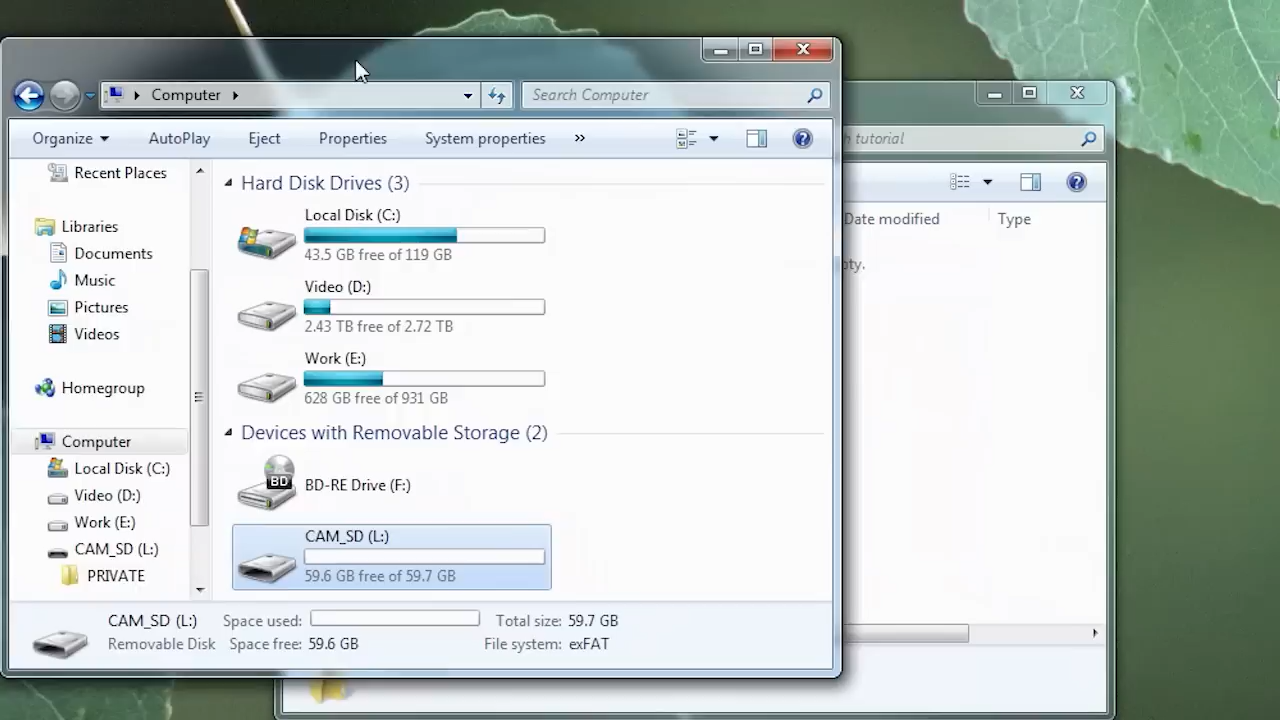 Computer
Search Computer
Organize AutoPlay Eject Properties System properties »
Recent Places
Libraries
Documents
Music
Pictures
Videos
Homegroup
Computer
Local Disk (C:)
Video (D:)
Work (E:)
CAM_SD (L:)
PRIVATE
Hard Disk Drives (3)
Local Disk (C:)
43.5 GB free of 119 GB
Video (D:)
2.43 TB free of 2.72 TB
Work (E:)
628 GB free of 931 GB
Devices with Removable Storage (2)
BD
BD-RE Drive (F:)
CAM_SD (L:)
59.6 GB free of 59.7 GB
CAM_SD (L:) Space used: Total size: 59.7 GB
Removable Disk Space free: 59.6 GB File system: exFAT
tutorial
Date modified Type